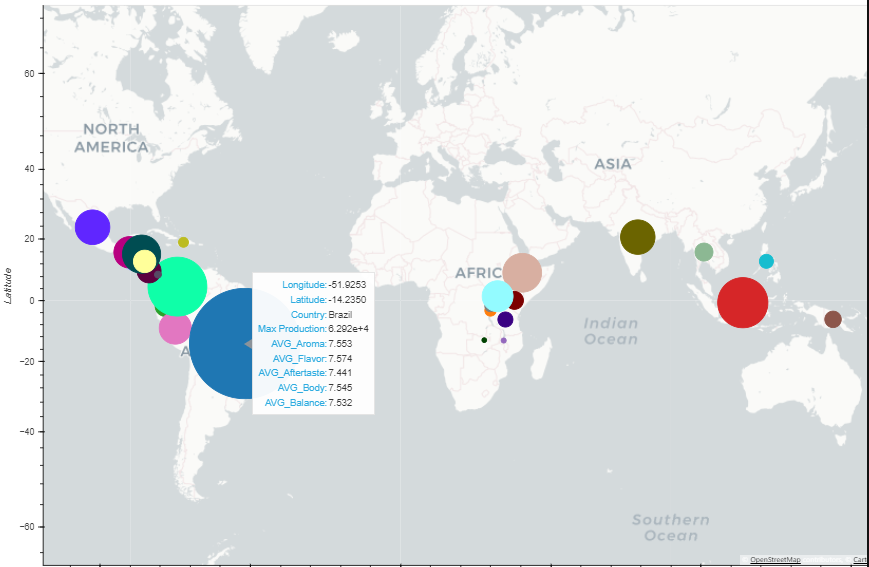 60
NORTH
AMERICA
ASIA
40
20
AFRIC
Latitude
0
Longitude: -51.9253
Latitude: -14.2350
Country: Brazil
Max Production: 6.292e+4
AVG_Aroma: 7.553
AVG_Flavor: 7.574
AVG_Aftertaste: 7.441
AVG_Body: 7.545
AVG_Balance: 7.532
Indian
Ocean
A
−20
−40
−60
Southern
Ocean
OpenStreetMap
Cart